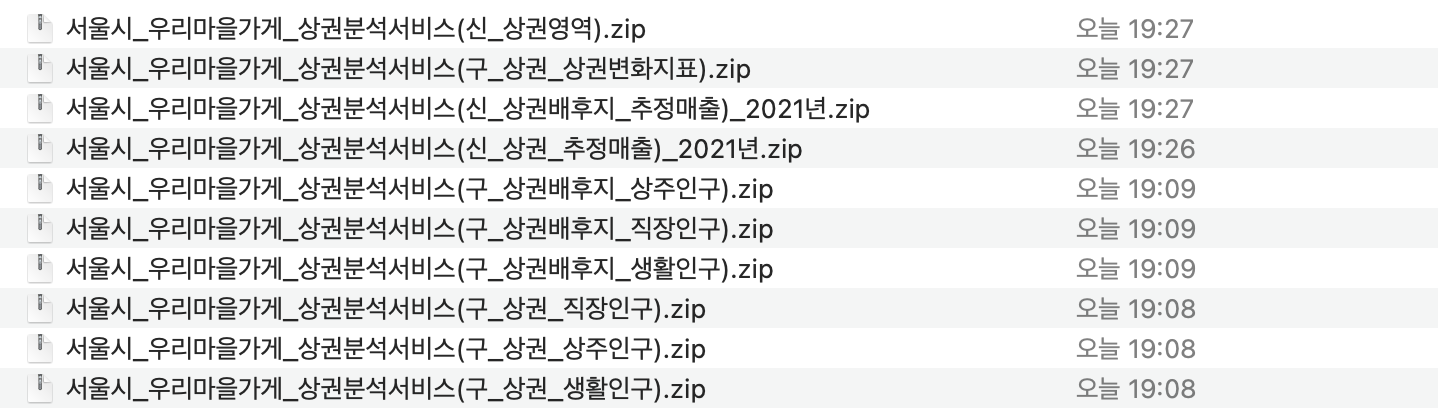 서울시_우리마을가게_상권분석서비스(신_상권영역).zip 오늘 19:27
서울시_우리마을가게_상권분석서비스(구_상권_상권변화지표).zip 오늘 19:27
서울시_우리마을가게_상권분석서비스(신_상권배후지_추정매출)_2021년.zip 오늘 19:27
서울시_우리마을가게_상권분석서비스(신_상권_추정매출)_2021년.zip 오늘 19:26
서울시_우리마을가게_상권분석서비스(구_상권배후지_상주인구).zip 오늘 19:09
서울시_우리마을가게_상권분석서비스(구_상권배후지_직장인구).zip 오늘 19:09
서울시_우리마을가게_상권분석서비스(구_상권배후지_생활인구).zip 오늘 19:09
서울시_우리마을가게_상권분석서비스(구_상권_직장인구).zip 오늘 19:08
서울시_우리마을가게_상권분석서비스(구_상권_상주인구).zip 오늘 19:08
서울시_우리마을가게_상권분석서비스(구_상권_생활인구).zip 오늘 19:08